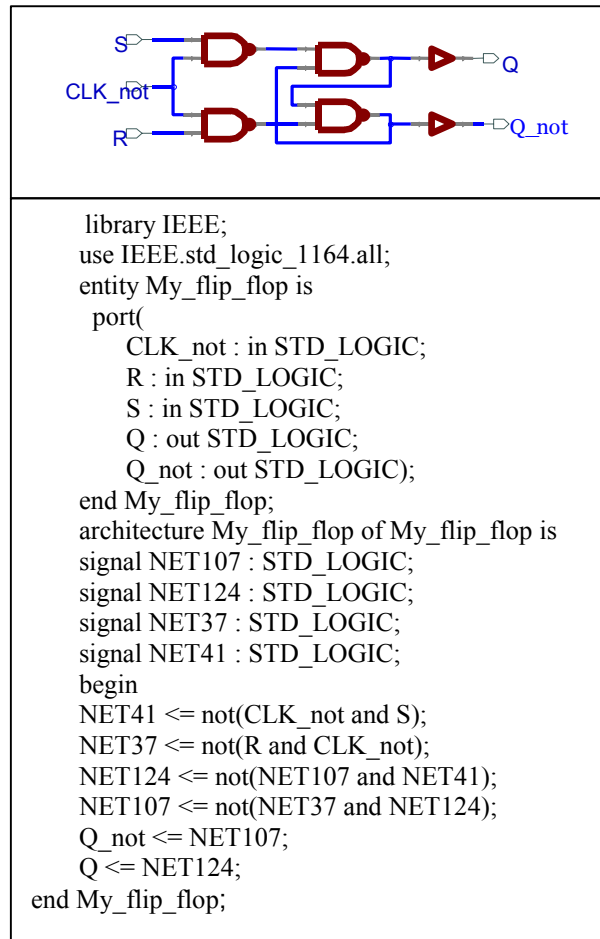 S
Q
CLK_not
Q_not
R
library IEEE;
use IEEE.std_logic_1164.all;
entity My_flip_flop is
port(
CLK_not : in STD_LOGIC;
R : in STD_LOGIC;
S : in STD_LOGIC;
Q : out STD_LOGIC;
Q_not : out STD_LOGIC);
end My_flip_flop;
architecture My_flip_flop of My_flip_flop is
signal NET107 : STD_LOGIC;
signal NET124 : STD_LOGIC;
signal NET37 : STD_LOGIC;
signal NET41 : STD_LOGIC;
begin
NET41 <= not(CLK_not and S);
NET37 <= not(R and CLK_not);
NET124 <= not(NET107 and NET41);
NET107 <= not(NET37 and NET124);
Q_not <= NET107;
Q <= NET124;
end My_flip_flop;